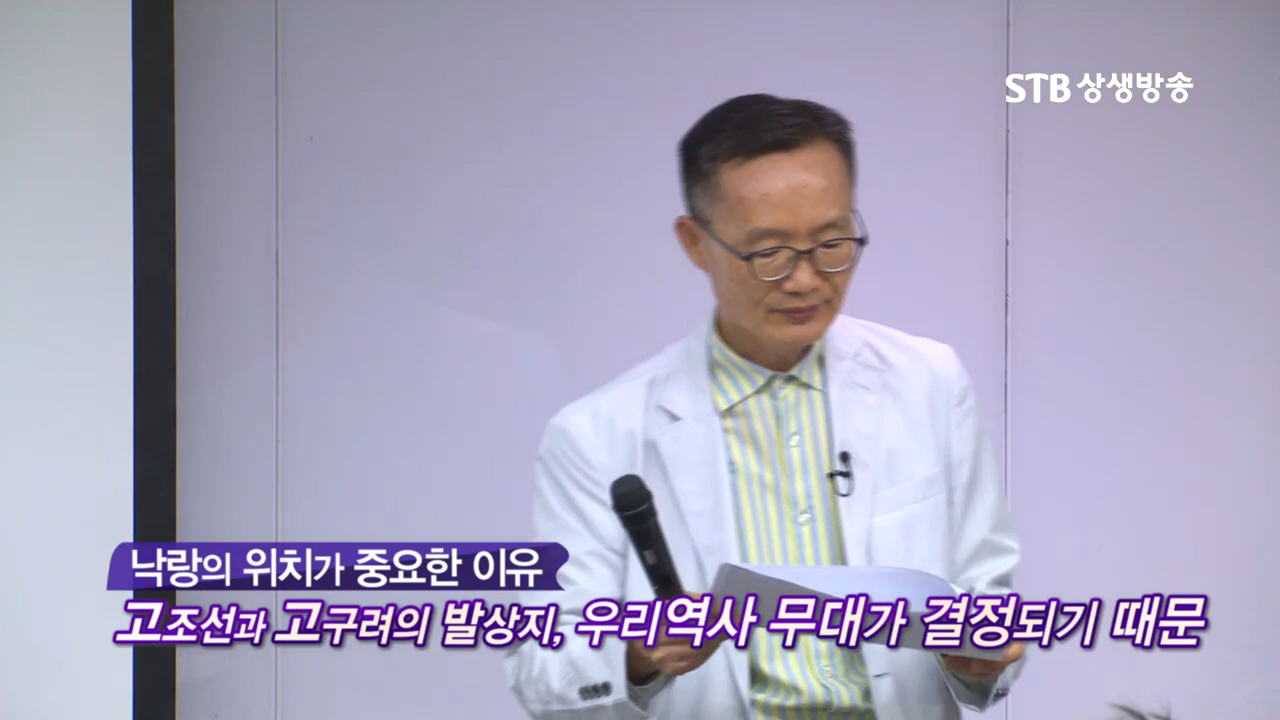 STB 상생방송
낙랑의 위치가 중요한 이유
고조선과 고구려의 발상지, 우리역사 무대가 결정되기 때문